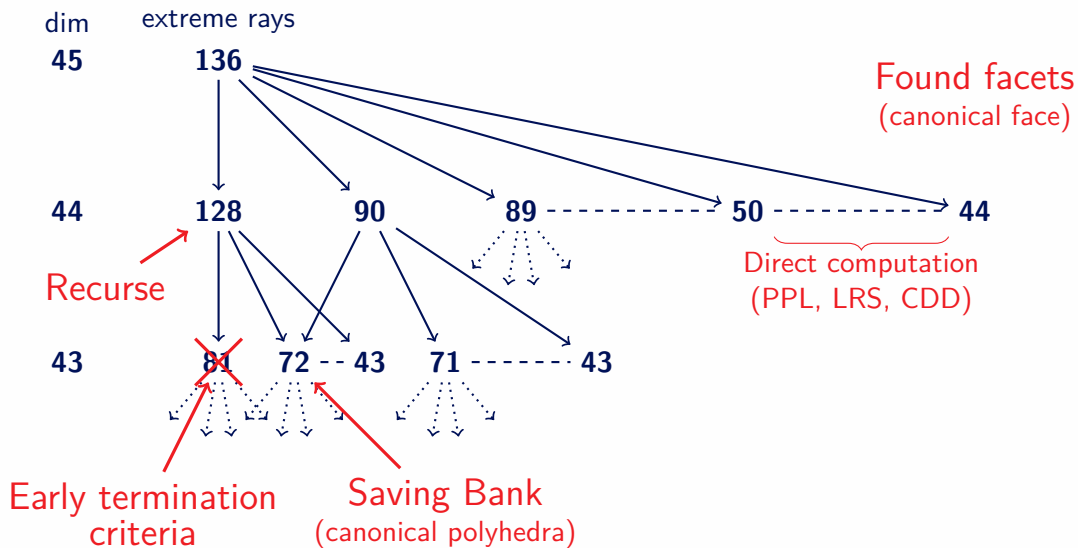 dim extreme rays
45 136
Found facets
(canonical face)
44 128 90 89 50 44
Recurse
Direct computation
(PPL, LRS, CDD)
43 81 72 43 71 43
Early termination
criteria
Saving Bank
(canonical polyhedra)